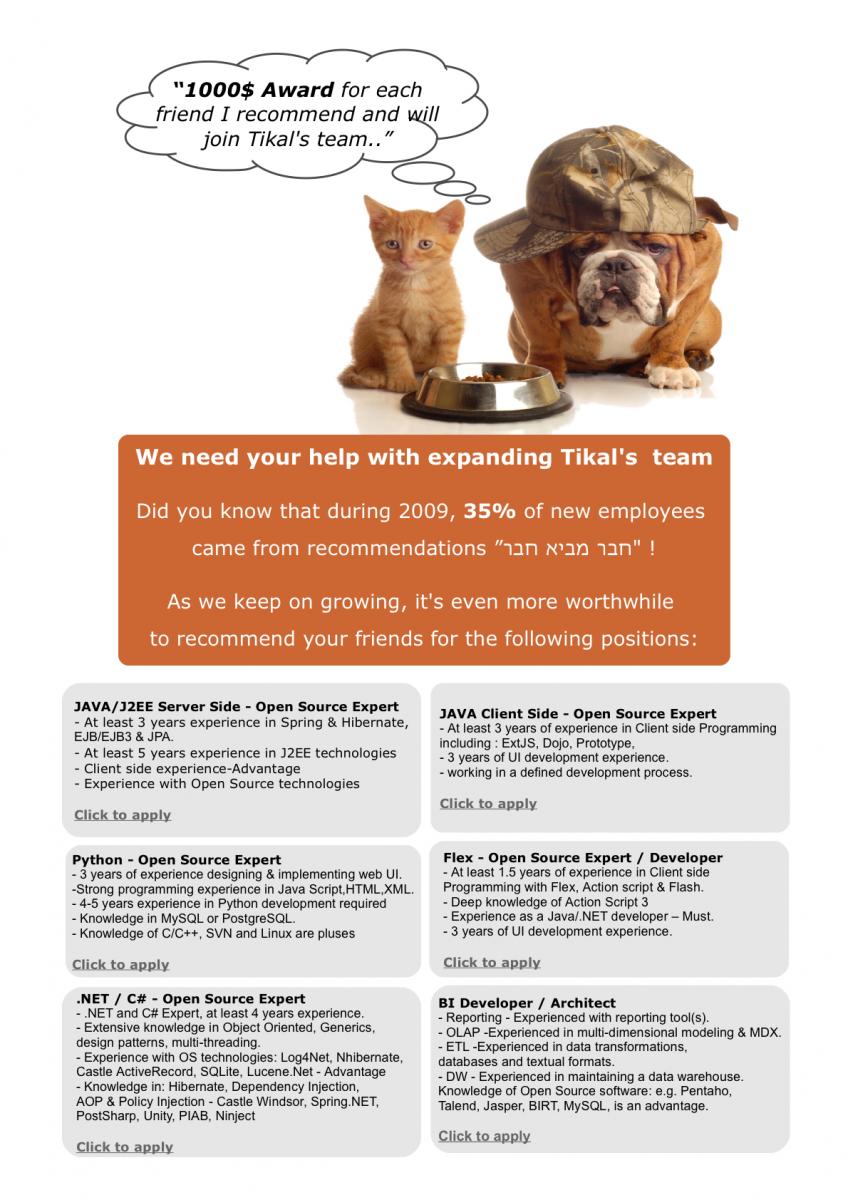 “1000$ Award for each
friend I recommend and will
join Tikal's team..”
We need your help with expanding Tikal's  team
Did you know that during 2009, 35% of new employees
came from recommendations ”חבר מביא חבר" !
As we keep on growing, it's even more worthwhile
to recommend your friends for the following positions:
JAVA/J2EE Server Side - Open Source Expert
- At least 3 years experience in Spring & Hibernate,
EJB/EJB3 & JPA.
- At least 5 years experience in J2EE technologies
- Client side experience-Advantage
- Experience with Open Source technologies
Click to apply
JAVA Client Side - Open Source Expert
- At least 3 years of experience in Client side Programming
including : ExtJS, Dojo, Prototype,
- 3 years of UI development experience.
- working in a defined development process.
Click to apply
Python - Open Source Expert
- 3 years of experience designing & implementing web UI.
-Strong programming experience in Java Script,HTML,XML.
- 4-5 years experience in Python development required
- Knowledge in MySQL or PostgreSQL.
- Knowledge of C/C++, SVN and Linux are pluses
Click to apply
Flex - Open Source Expert / Developer
- At least 1.5 years of experience in Client side
Programming with Flex, Action script & Flash.
- Deep knowledge of Action Script 3
- Experience as a Java/.NET developer – Must.
- 3 years of UI development experience.
Click to apply
.NET / C# - Open Source Expert
- .NET and C# Expert, at least 4 years experience.
- Extensive knowledge in Object Oriented, Generics,
design patterns, multi-threading.
- Experience with OS technologies: Log4Net, Nhibernate,
Castle ActiveRecord, SQLite, Lucene.Net - Advantage
- Knowledge in: Hibernate, Dependency Injection,
AOP & Policy Injection - Castle Windsor, Spring.NET,
PostSharp, Unity, PIAB, Ninject
Click to apply
BI Developer / Architect
- Reporting - Experienced with reporting tool(s).
- OLAP -Experienced in multi-dimensional modeling & MDX.
- ETL -Experienced in data transformations,
databases and textual formats.
- DW - Experienced in maintaining a data warehouse.
Knowledge of Open Source software: e.g. Pentaho,
Talend, Jasper, BIRT, MySQL, is an advantage.
Click to apply